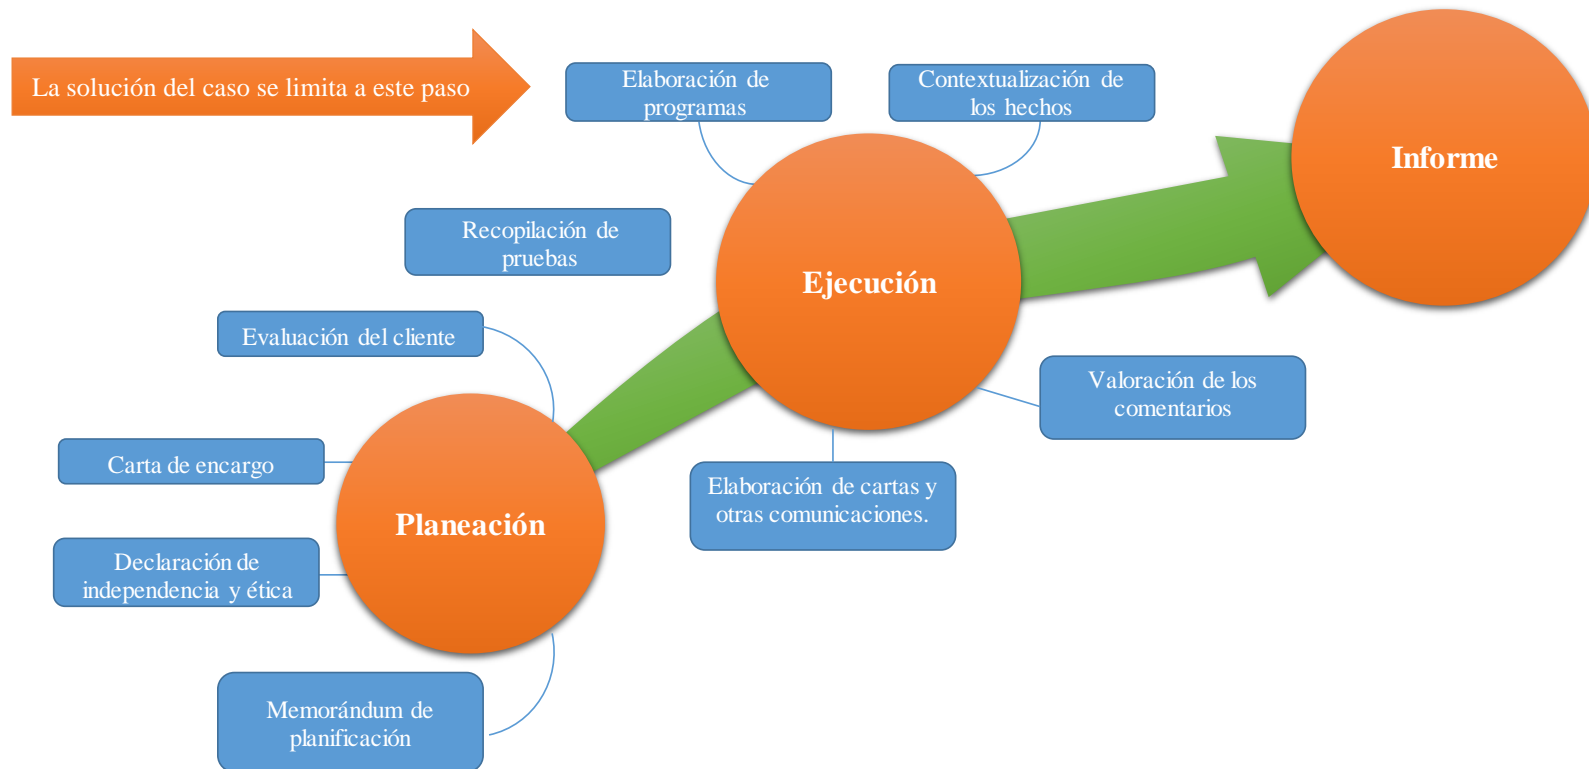 La solución del caso se limita a este paso
Elaboración de
programas
Contextualización de
los hechos
Informe
Recopilación de
pruebas
Ejecución
Evaluación del cliente
Valoración de los
comentarios
Carta de encargo
Elaboración de cartas y
otras comunicaciones.
Planeación
Declaración de
independencia y ética
Memorándum de
planificación